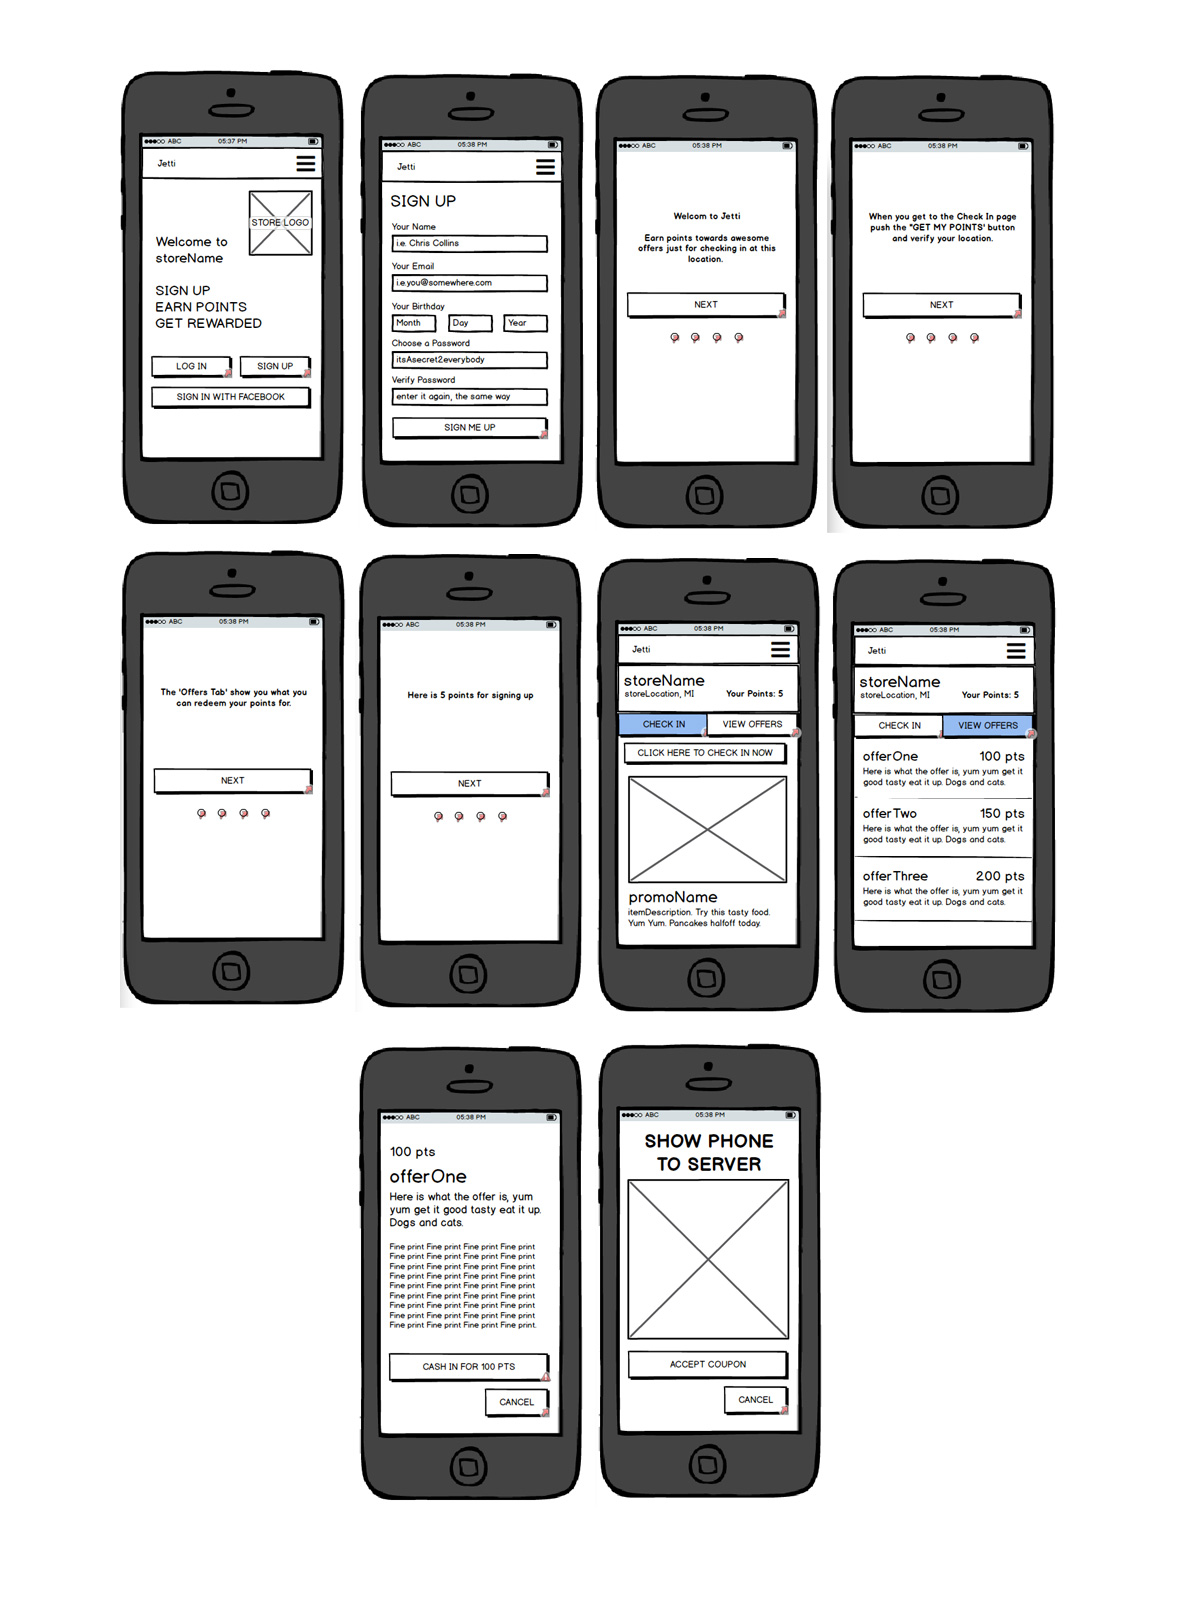 ABC 05:37 PM
Jetti
STORE LOGO
Welcome to
storeName
SIGN UP
EARN POINTS
GET REWARDED
LOG IN SIGN UP
SIGN IN WITH FACEBOOK
ABC 05:38 PM
Jetti
SIGN UP
Your Name
i.e. Chris Collins
Your Email
i.e.you@somewhere.com
Your Birthday
Month Day Year
Choose a Password
itsAsecret2everybody
Verify Password
enter it again, the same way
SIGN ME UP
ABC 05:38 PM
Welcom to Jetti
Earn points towards awesome
offers just for checking in at this
location.
NEXT
ABC 05:38 PM
When you get to the Check In page
push the "GET MY POINTS' button
and verify your location.
NEXT
ABC 05:38 PM
The 'Offers Tab' show you what you
can redeem your points for.
NEXT
ABC 05:38 PM
Here is 5 points for signing up
NEXT
ABC 05:38 PM
Jetti
storeName
storeLocation, MI Your Points: 5
CHECK IN VIEW OFFERS
CLICK HERE TO CHECK IN NOW
promoName
itemDescription. Try this tasty food.
Yum Yum. Pancakes halfoff today.
ABC 05:38 PM
Jetti
storeName
storeLocation, MI Your Points: 5
CHECK IN VIEW OFFERS
offerOne 100 pts
Here is what the offer is, yum yum get it
good tasty eat it up. Dogs and cats.
offerTwo 150 pts
Here is what the offer is, yum yum get it
good tasty eat it up. Dogs and cats.
offerThree 200 pts
Here is what the offer is, yum yum get it
good tasty eat it up. Dogs and cats.
ABC 05:38 PM
100 pts
offerOne
Here is what the offer is, yum
yum get it good tasty eat it up.
Dogs and cats.
Fine print Fine print Fine print Fine print
Fine print Fine print Fine print Fine print
Fine print Fine print Fine print Fine print
Fine print Fine print Fine print Fine print
Fine print Fine print Fine print Fine print
Fine print Fine print Fine print Fine print
Fine print Fine print Fine print Fine print
Fine print Fine print Fine print Fine print
Fine print Fine print Fine print Fine print.
CASH IN FOR 100 PTS
CANCEL
ABC 05:38 PM
SHOW PHONE
TO SERVER
ACCEPT COUPON
CANCEL